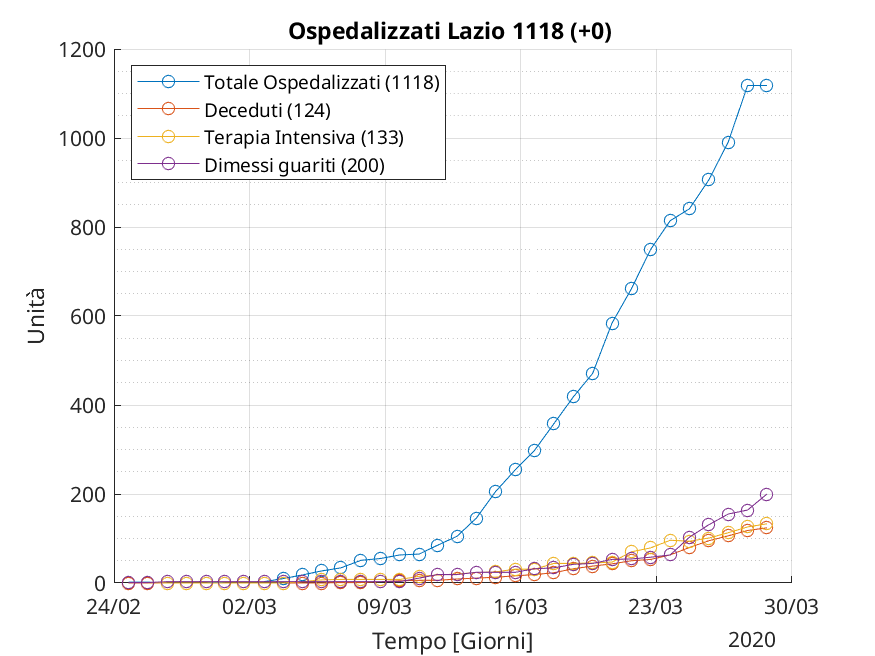 Ospedalizzati Lazio 1118 (+0)
Totale Ospedalizzati (1118)
Deceduti (124)
Terapia Intensiva (133)
Dimessi guariti (200)
1200
1000
800
600
400
200
0
Unità
24/02 02/03 09/03 16/03 23/03 30/03
Tempo [Giorni]
2020